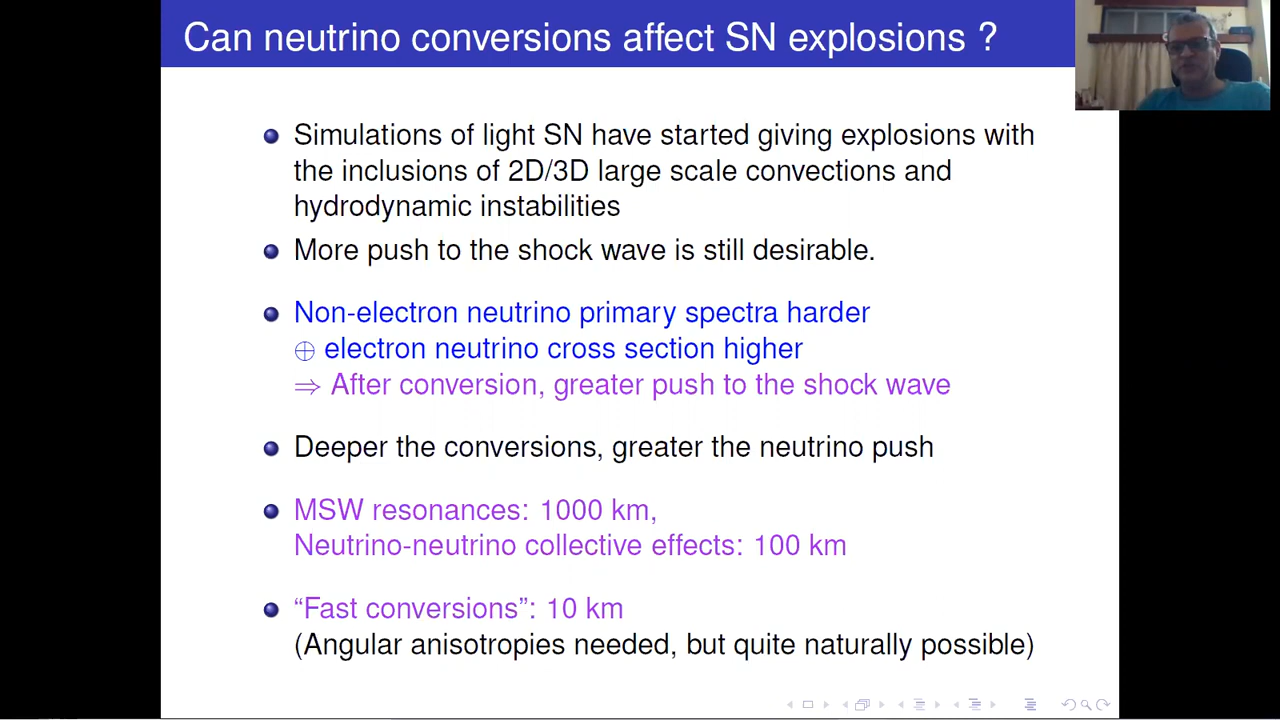 Can neutrino conversions affect SN explosions ?
Simulations of light SN have started giving explosions with
the inclusions of 2D/3D large scale convections and
hydrodynamic instabilities
More push to the shock wave is still desirable.
Non-electron neutrino primary spectra harder
⊕ electron neutrino cross section higher
⇒ After conversion, greater push to the shock wave
Deeper the conversions, greater the neutrino push
MSW resonances: 1000 km,
Neutrino-neutrino collective effects: 100 km
“Fast conversions”: 10 km
(Angular anisotropies needed, but quite naturally possible)